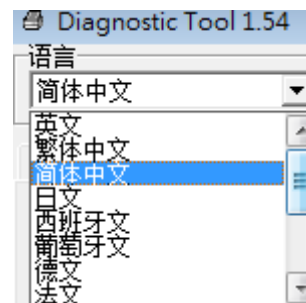 Diagnostic Tool 1.54
语言
简体中文
英文
繁体中文
简体中文
日文
西班牙文
葡萄牙文
德文
法文